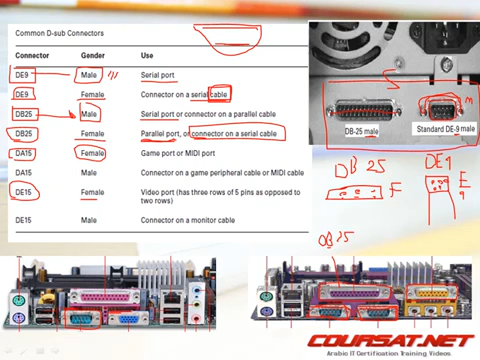 Common D-sub Connectors
Connector Gender Use
DE9 Male Serial port
DE9 Female Connector on a serial cable
DB25 Male Serial port or connector on a parallel cable
DB25 Female Parallel port, or connector on a serial cable
DA15 Female Game port or MIDI port
DA15 Male Connector on a game peripheral cable or MIDI cable
DE15 Female Video port (has three rows of 5 pins as opposed to
two rows)
DE15 Male Connector on a monitor cable
DB-25 male
Standard DE-9 male
M
DB 25
F
DE9
F
9
DB 25
COURSAT.NET
Arabic IT Certification Training Videos